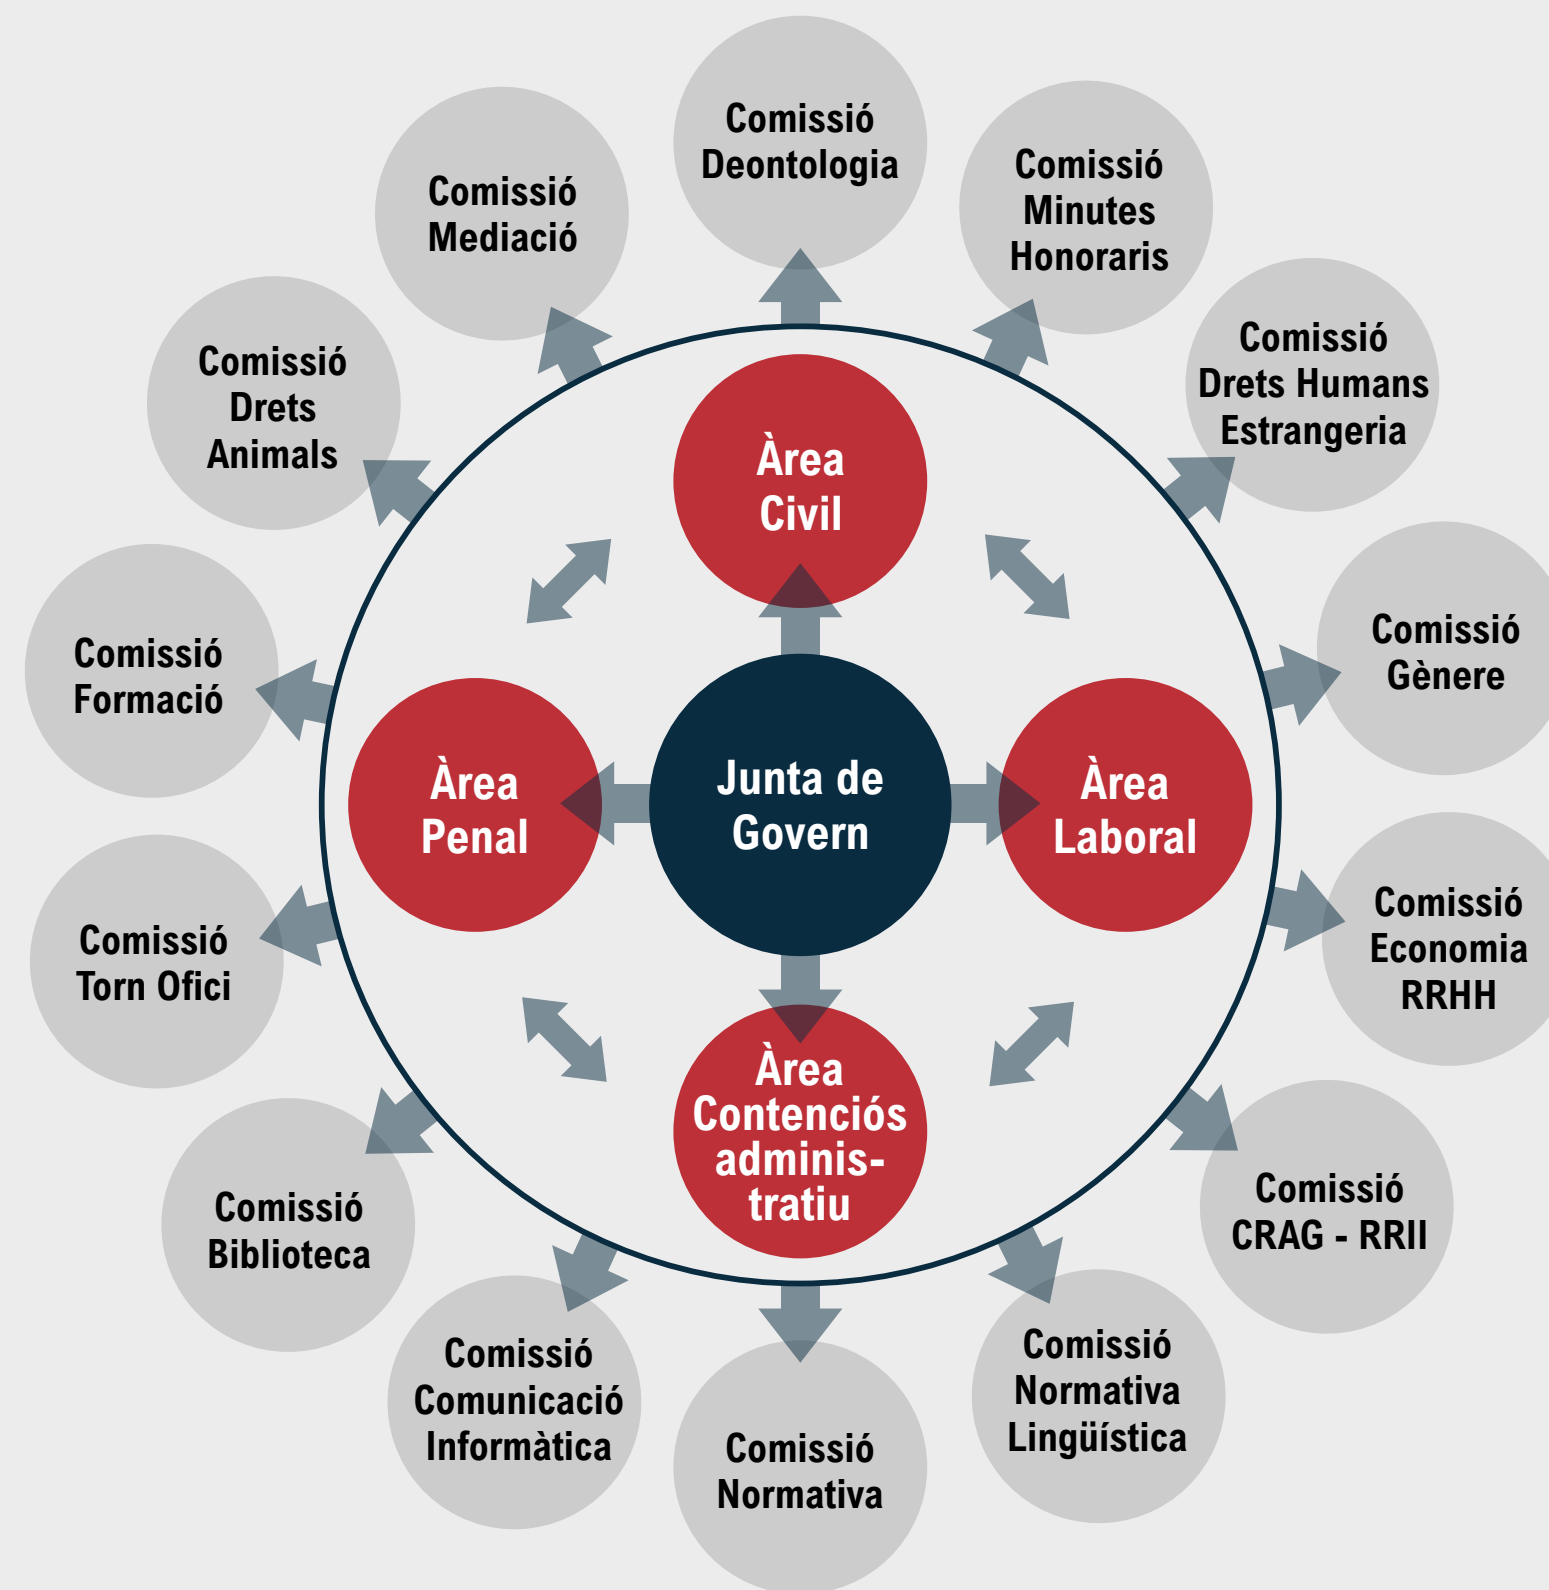 Comissió
Deontologia
Comissió
Minutes
Honoraris
Comissió
Drets Humans
Estrangeria
Comissió
Gènere
Comissió
Economia
RRHH
Comissió
CRAG - RRII
Comissió
Normativa
Lingüística
Comissió
Normativa
Comissió
Comunicació
Informàtica
Comissió
Biblioteca
Comissió
Torn Ofici
Comissió
Formació
Comissió
Drets
Animals
Comissió
Mediació
Àrea
Civil
Àrea
Penal
Junta de
Govern
Àrea
Laboral
Àrea
Contenciós
adminis-
tratiu